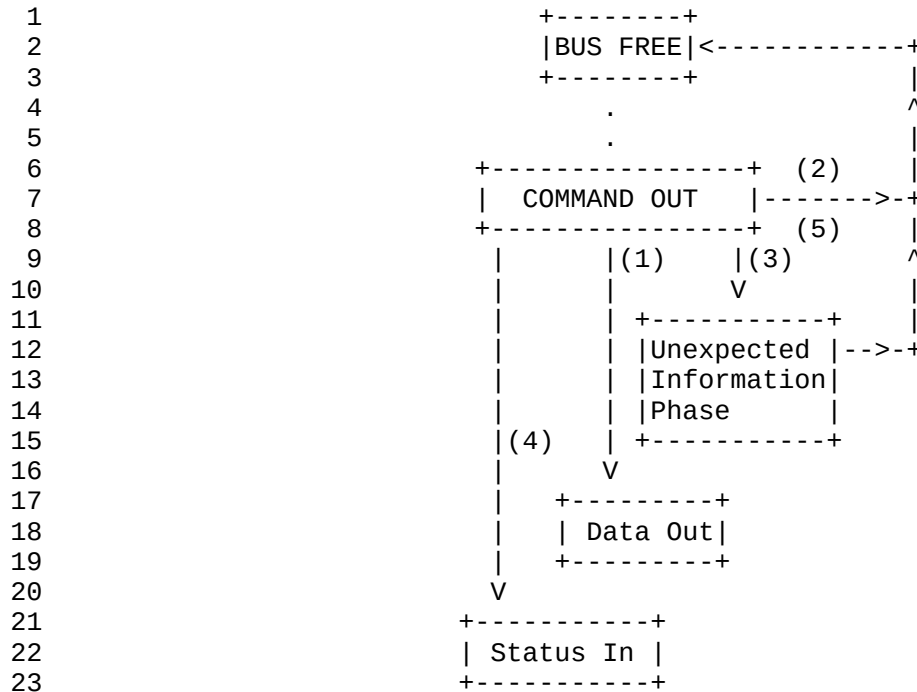 1 +--------+
2 |BUS FREE|<------------+
3 +--------+ |
4 . ^
5 . |
6 +----------------+ (2) |
7 | COMMAND OUT |------->-+
8 +----------------+ (5) |
9 | |(1) |(3) ^
10 | | V |
11 | | +-----------+ |
12 | | |Unexpected |-->-+
13 | | |Information|
14 | | |Phase |
15 |(4) | +-----------+
16 | V
17 | +---------+
18 | | Data Out|
19 | +---------+
20 V
21 +-----------+
22 | Status In |
23 +-----------+